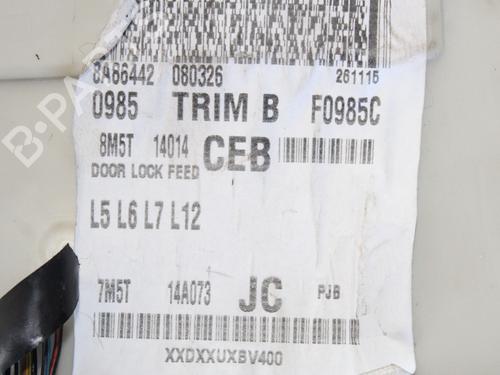 8A86442 080326 261115
0985 TRIM B F0985C
8M5T 14014 CEB
DOOR LOCK FEED
L5 L6 L7 L12
7M5T 14A073 JC PJB
XXDXXUXBV400
B-PARTS